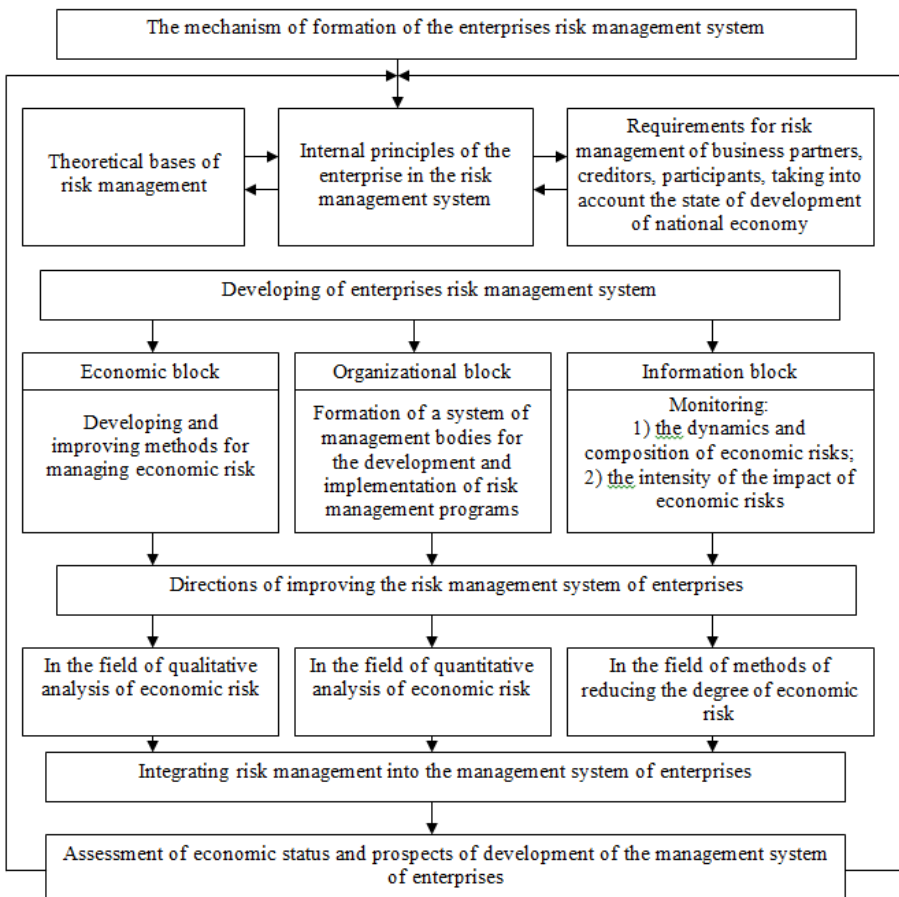 The mechanism of formation of the enterprises risk management system
Theoretical bases of
risk management
Internal principles of the
enterprise in the risk
management system
Requirements for risk
management of business partners,
creditors, participants, taking into
account the state of development
of national economy
Developing of enterprises risk management system
Economic block
Developing and
improving methods for
managing economic risk
Organizational block
Formation of a system of
management bodies for
the development and
implementation of risk
management programs
Information block
Monitoring:
1) the dynamics and
composition of economic risks;
2) the intensity of the impact of
economic risks
Directions of improving the risk management system of enterprises
In the field of qualitative
analysis of economic risk
In the field of quantitative
analysis of economic risk
In the field of methods of
reducing the degree of economic
risk
Integrating risk management into the management system of enterprises
Assessment of economic status and prospects of development of the management system
of enterprises